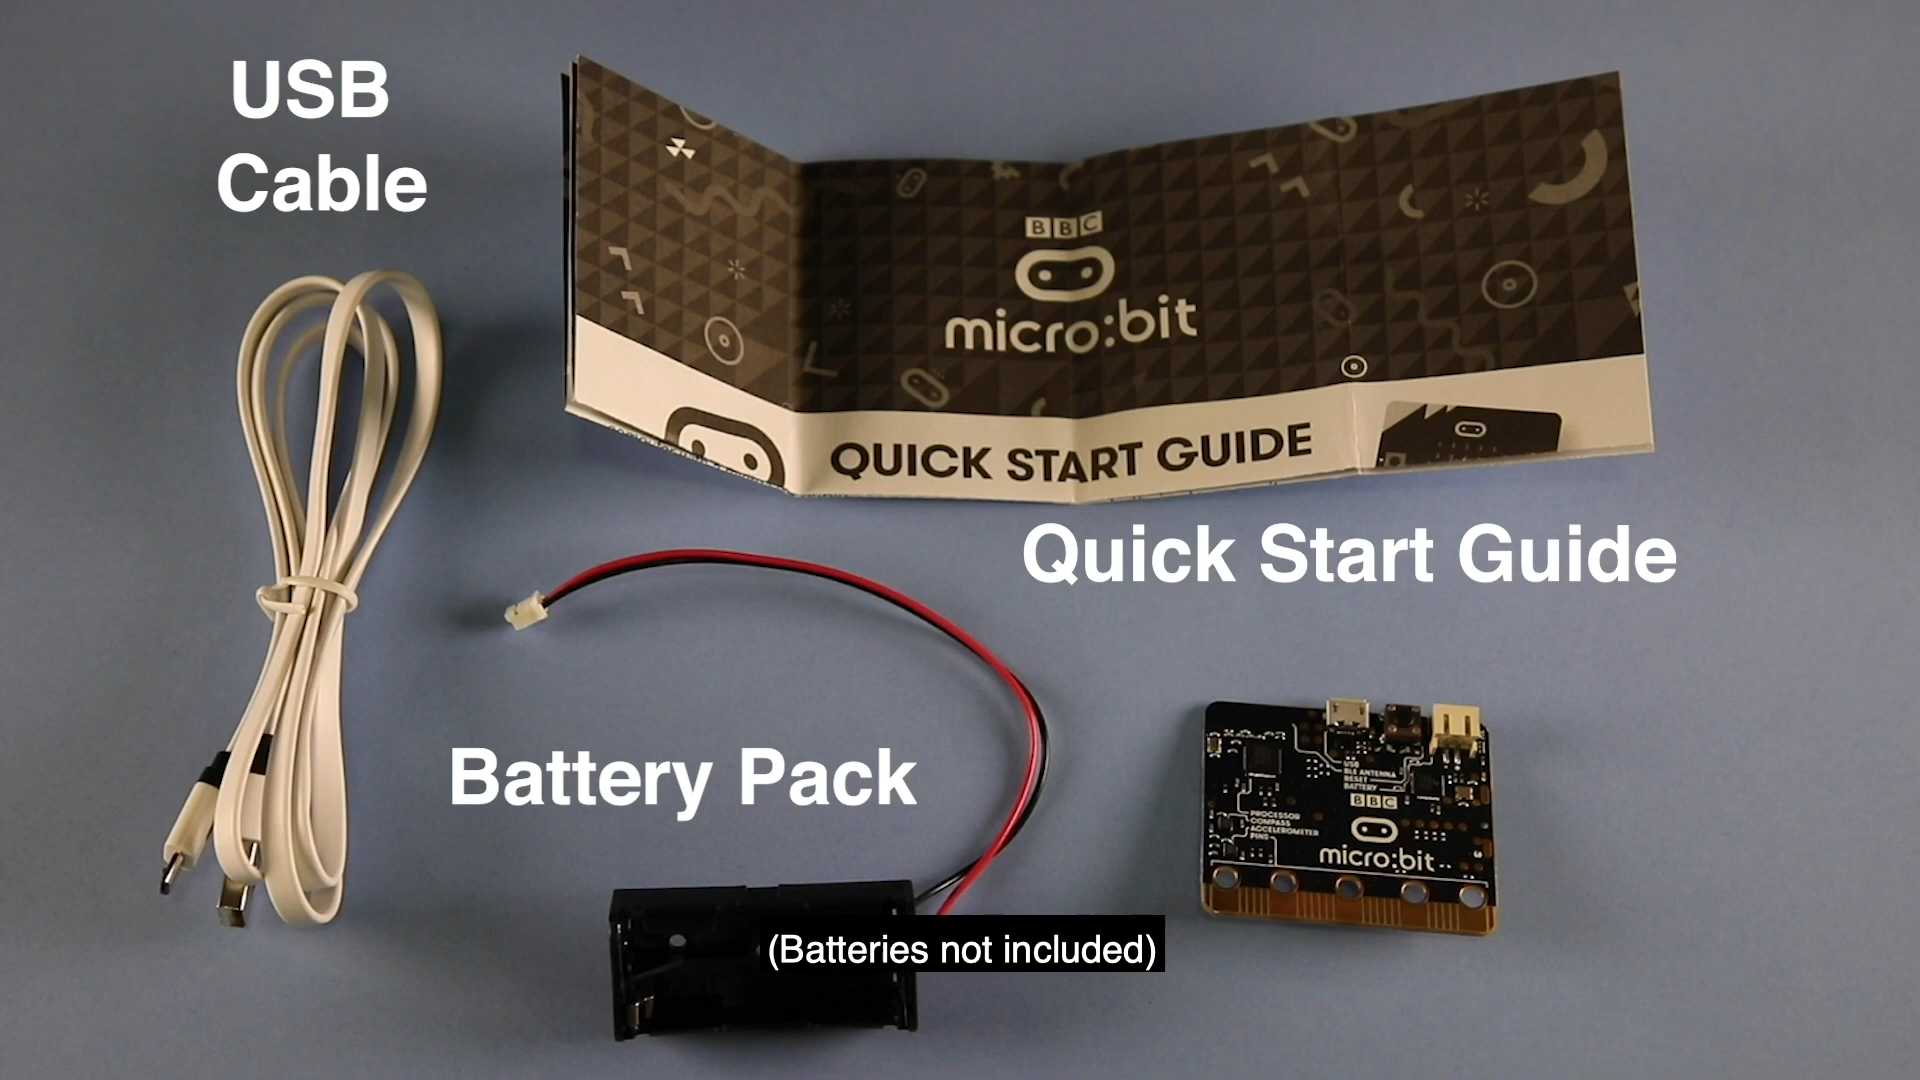 USB
Cable
BBC
micro:bit
QUICK START GUIDE
Quick Start Guide
Battery Pack
USB
BLE ANTENNA
RESET
BATTERY
BBC
PROCESSOR
COMPASS
ACCELEROMETER
PINS
micro:bit
(Batteries not included)